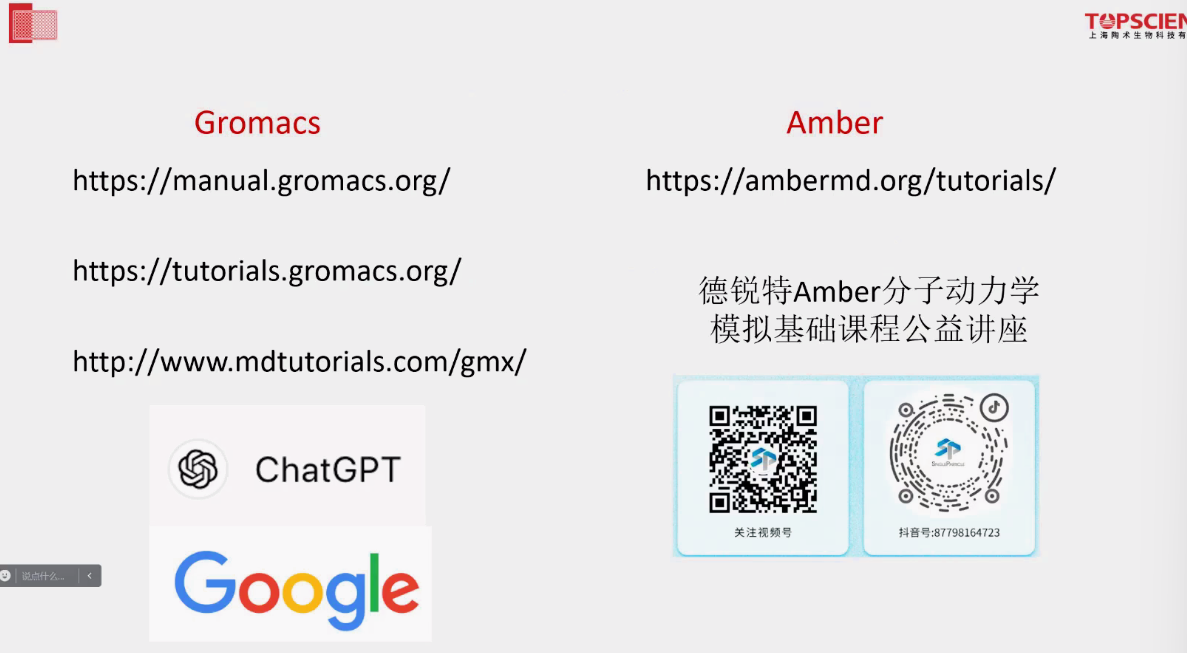 TOPSCIEN
上海陶术生物科技有
Gromacs
https://manual.gromacs.org/
https://tutorials.gromacs.org/
http://www.mdtutorials.com/gmx/
ChatGPT
Google
Amber
https://ambermd.org/tutorials/
德锐特Amber分子动力学
模拟基础课程公益讲座
关注视频号
抖音号:87798164723
说点什么...